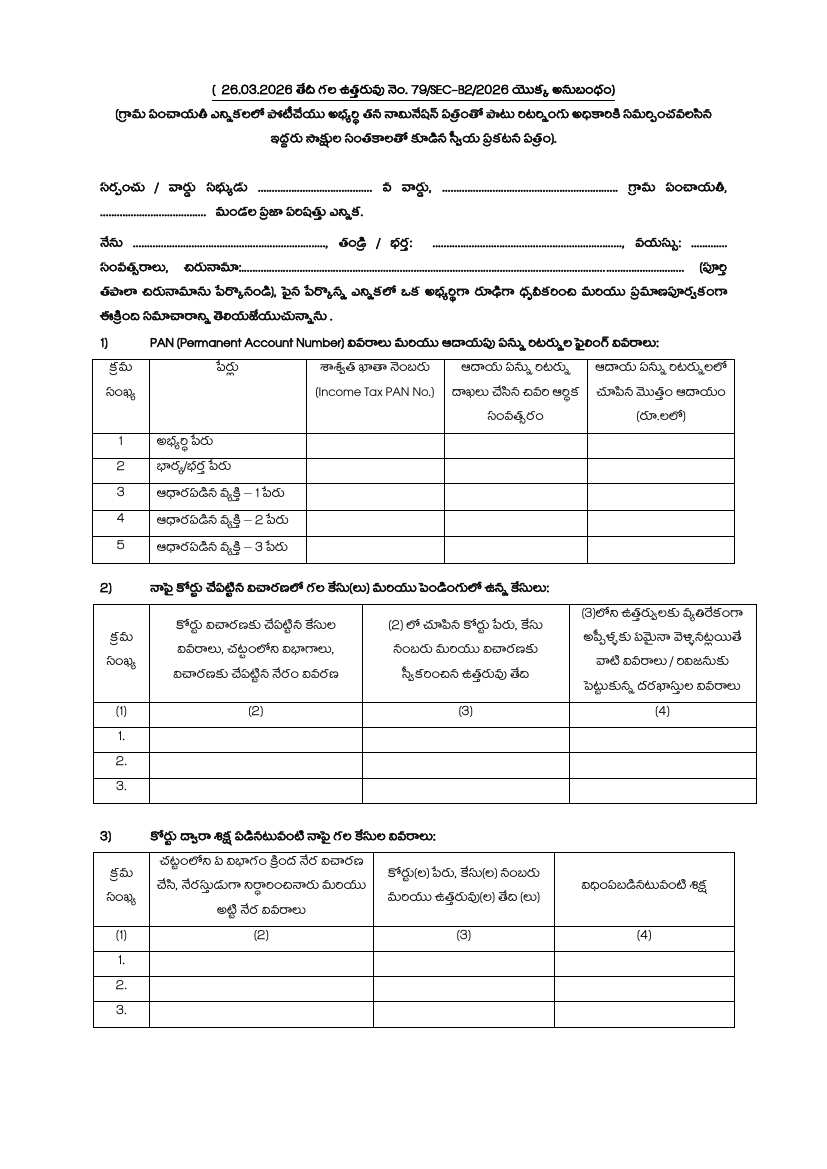 ( 26.03.2026 తేదీ గల ఉత్తరువు నెం. 79/SEC-B2/2026 యొక్క అనుబంధం)
(గ్రామ పంచాయతీ ఎన్నికలలో పోటీచేయు అభ్యర్థి తన నామినేషన్ పత్రంతో పాటు రిటర్నింగు అధికారికి సమర్పించవలసిన
ఇద్దరు సాక్షుల సంతకాలతో కూడిన స్వీయ ప్రకటన పత్రం).
సర్పంచు / వార్డు సభ్యుడు ......................................... వ వార్డు, ................................................................ గ్రామ పంచాయతీ,
...................................... మండల ప్రజా పరిషత్తు ఎన్నిక.
నేను ....................................................................., తండ్రి / భర్త: ...................................................................., వయస్సు: .............
సంవత్సరాలు, చిరునామా:................................................................................................................................................................ (పూర్తి
తపాలా చిరునామాను పేర్కొనండి), పైన పేర్కొన్న ఎన్నికలో ఒక అభ్యర్థిగా రూఢిగా ధృవీకరించి మరియు ప్రమాణపూర్వకంగా
ఈక్రింది సమాచారాన్ని తెలియజేయుచున్నాను .
1) PAN (Permanent Account Number) వివరాలు మరియు ఆదాయపు పన్ను రిటర్నుల ఫైలింగ్ వివరాలు:
క్రమ పేర్లు శాశ్వత్ ఖాతా నెంబరు ఆదాయ పన్ను రిటర్ను ఆదాయ పన్ను రిటర్నులలో
సంఖ్య (Income Tax PAN No.) దాఖలు చేసిన చివరి ఆర్థిక చూపిన మొత్తం ఆదాయం
సంవత్సరం (రూ.లలో)
1 అభ్యర్థి పేరు
2 భార్య/భర్త పేరు
3 ఆధారపడిన వ్యక్తి – 1 పేరు
4 ఆధారపడిన వ్యక్తి – 2 పేరు
5 ఆధారపడిన వ్యక్తి – 3 పేరు
2) నాపై కోర్టు చేపట్టిన విచారణలో గల కేసు(లు) మరియు పెండింగులో ఉన్న కేసులు:
క్రమ
సంఖ్య
కోర్టు విచారణకు చేపట్టిన కేసుల
వివరాలు, చట్టంలోని విభాగాలు,
విచారణకు చేపట్టిన నేరం వివరణ
(2) లో చూపిన కోర్టు పేరు, కేసు
నంబరు మరియు విచారణకు
స్వీకరించిన ఉత్తరువు తేది
(3)లోని ఉత్తర్వులకు వ్యతిరేకంగా
అప్పీళ్ళకు ఏమైనా వెళ్ళినట్లయితే
వాటి వివరాలు / రివిజనుకు
పెట్టుకున్న దరఖాస్తుల వివరాలు
(1) (2) (3) (4)
1.
2.
3.
3) కోర్టు ద్వారా శిక్ష పడినటువంటి నాపై గల కేసుల వివరాలు:
క్రమ
సంఖ్య
చట్టంలోని ఏ విభాగం క్రింద నేర విచారణ
చేసి, నేరస్తుడుగా నిర్ధారించినారు మరియు
అట్టి నేర వివరాలు
కోర్టు(ల) పేరు, కేసు(ల) నంబరు
మరియు ఉత్తరువు(ల) తేది (లు)
విధింపబడినటువంటి శిక్ష
(1) (2) (3) (4)
1.
2.
3.